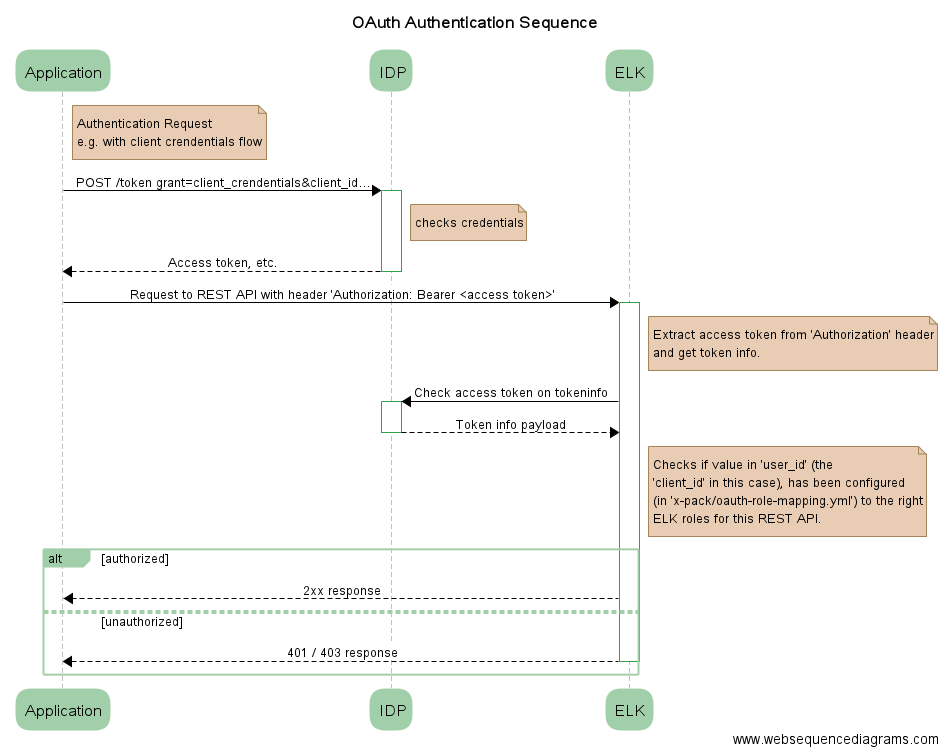 OAuth Authentication Sequence
Application
IDP
ELK
Authentication Request
e.g. with client crendentials flow
POST /token grant=client_crendentials&client_id...
checks credentials
Access token, etc.
Request to REST API with header 'Authorization: Bearer <access token>'
Extract access token from 'Authorization' header
and get token info.
Check access token on tokeninfo
Token info payload
Checks if value in 'user_id' (the
'client_id' in this case), has been configured
(in 'x-pack/oauth-role-mapping.yml') to the right
ELK roles for this REST API.
alt
[authorized]
2xx response
[unauthorized]
401 / 403 response
Application
IDP
ELK
www.websequencediagrams.com